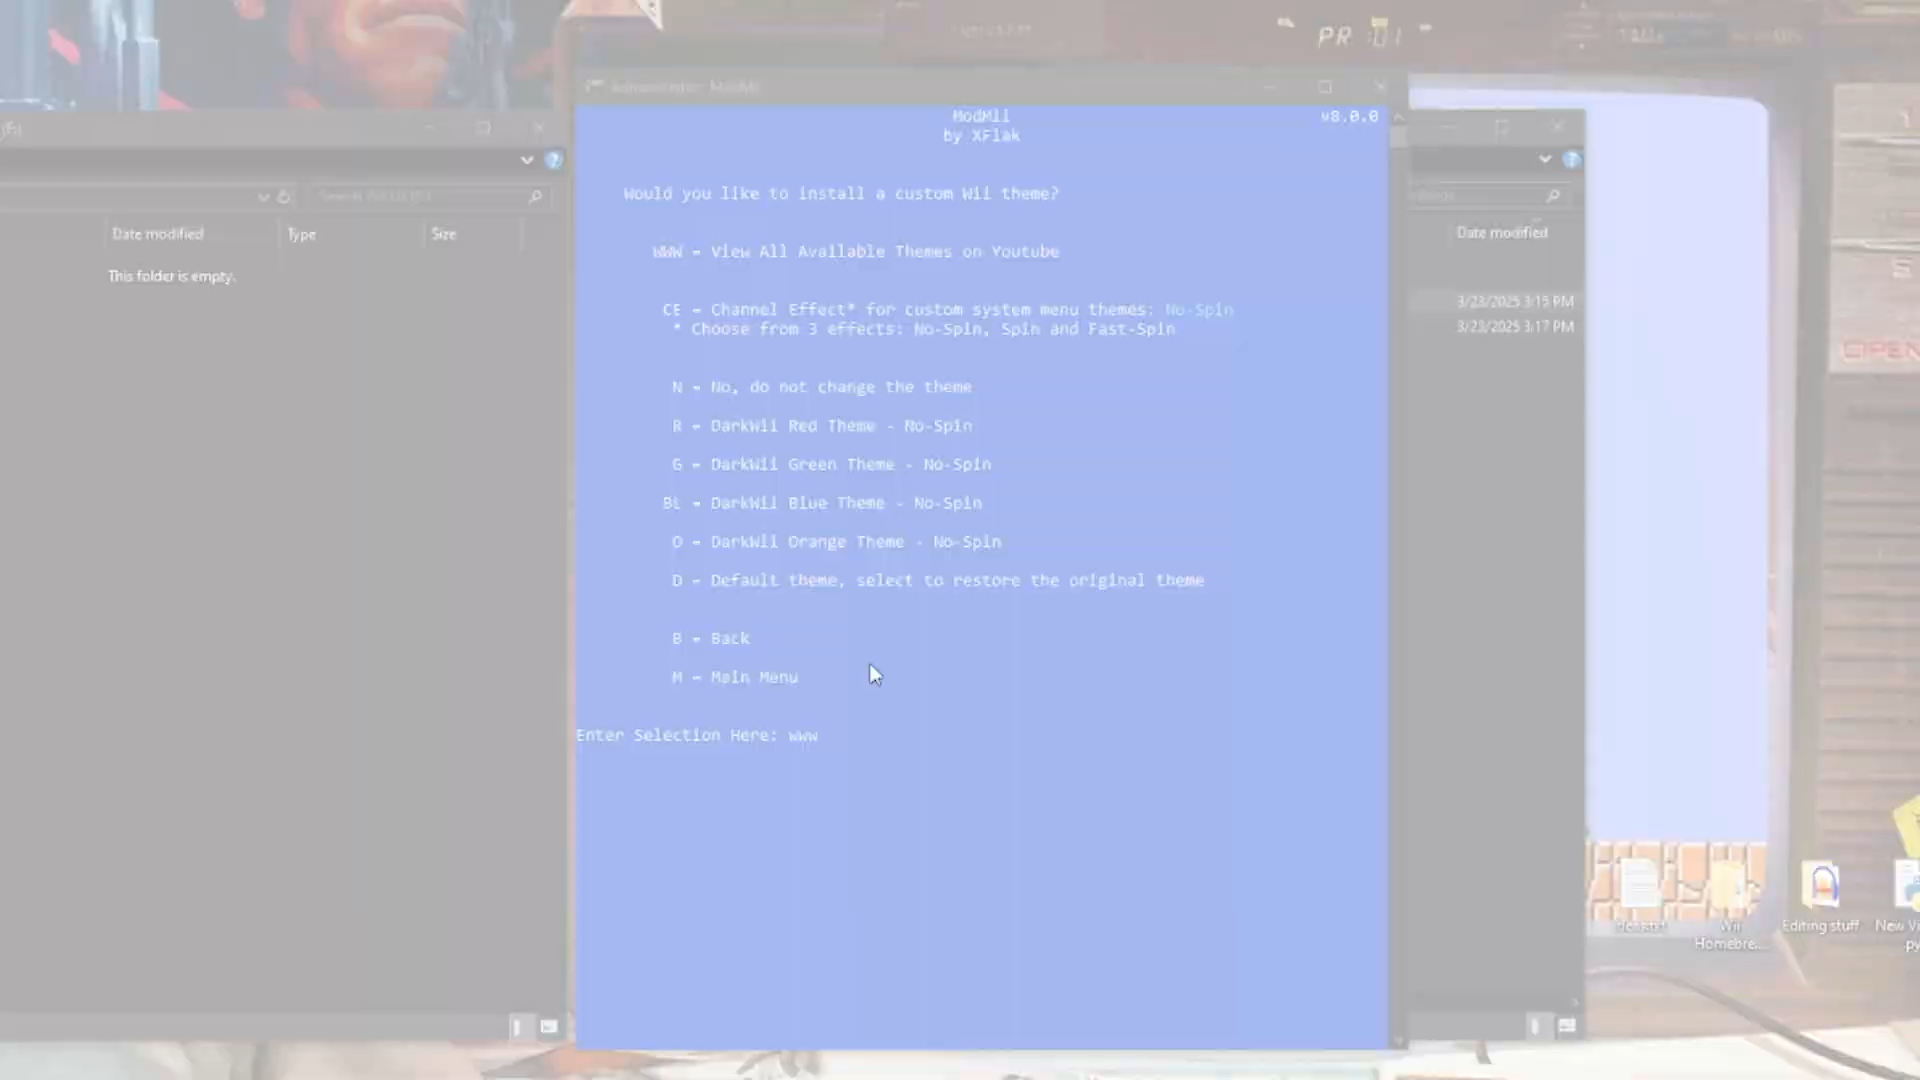 PR :01
ModMii
v8.0.0
by XFlak
Would you like to install a custom Wii theme?
WWW = View All Available Themes on Youtube
CE = Channel Effect* for custom system menu themes: No-Spin
* Choose from 3 effects: No-Spin, Spin and Fast-Spin
N = No, do not change the theme
R = DarkWii Red Theme - No-Spin
G = DarkWii Green Theme - No-Spin
BL = DarkWii Blue Theme - No-Spin
O = DarkWii Orange Theme - No-Spin
D = Default theme, select to restore the original theme
B = Back
M = Main Menu
Enter Selection Here: www
Date modified Type Size
This folder is empty.
Date modified
3/23/2025 3:15 PM
3/23/2025 3:17 PM
OPEN
Wii Homebre...
Editing stuff